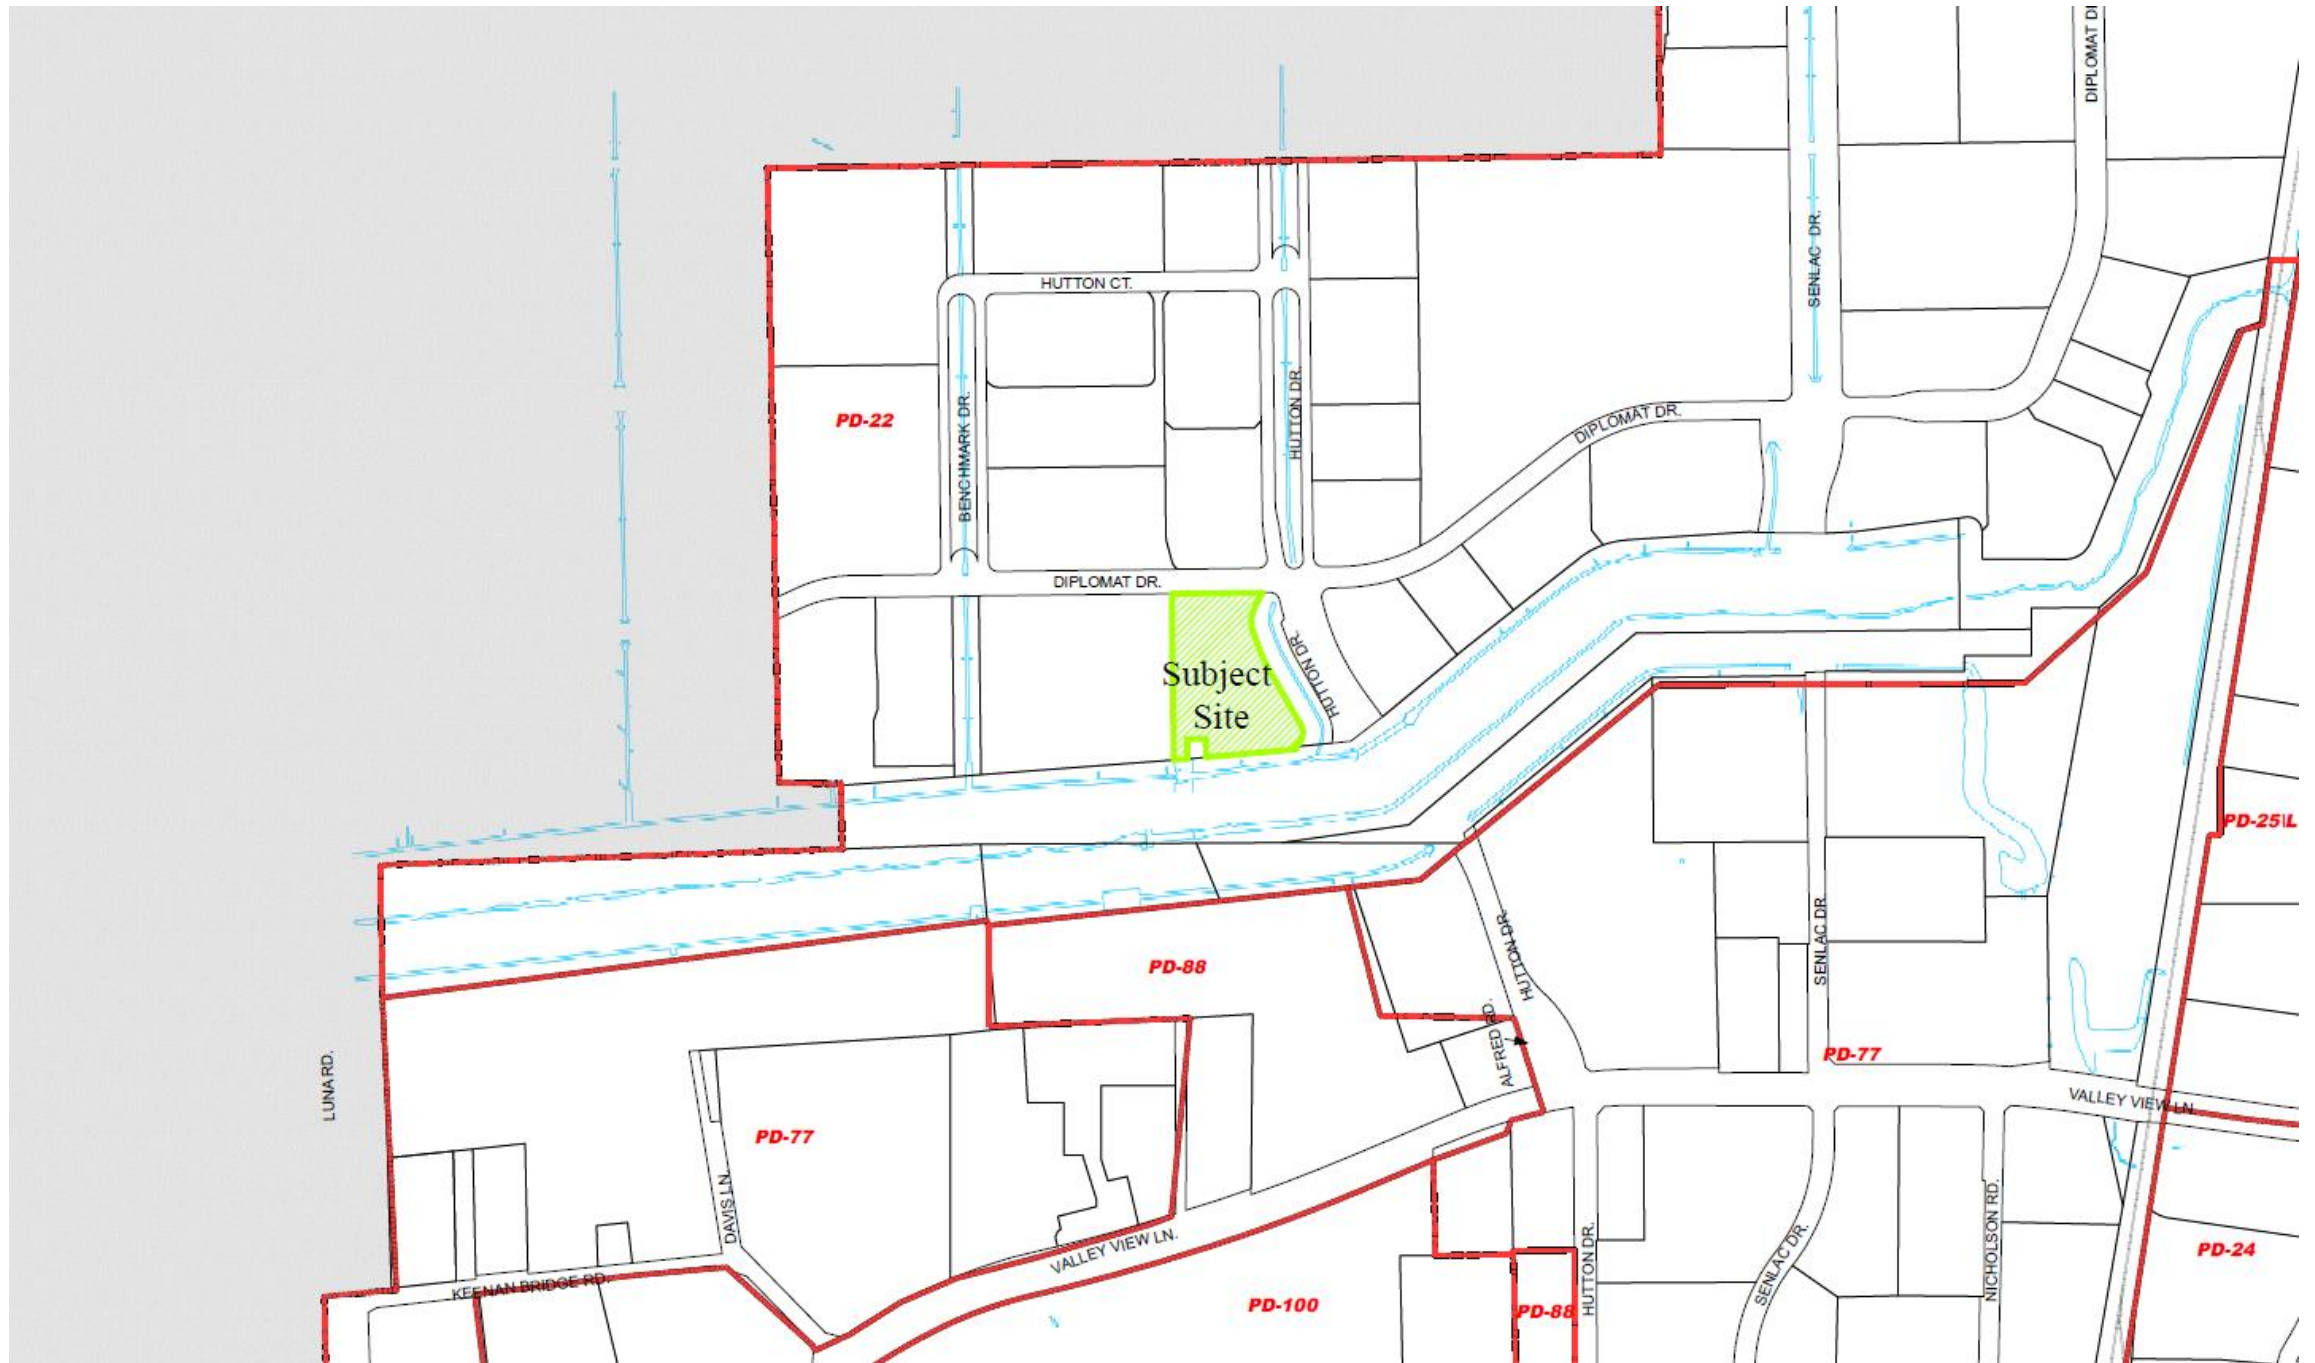 DIPLOMAT DR
SENLAC DR.
HUTTON CT.
HUTTON DR.
DIPLOMAT DR.
PD-22
BENCHMARK DR.
DIPLOMAT DR.
HUTTON DR.
Subject
Site
PD-25\L
SENLAC DR.
HUTTON DR.
PD-88
ALFRED RD.
PD-77
LUNA RD.
VALLEY VIEW LN.
PD-77
DAVIS LN.
VALLEY VIEW LN.
NICHOLSON RD.
HUTTON DR.
SENLAC DR.
PD-24
KEENAN BRIDGE RD.
PD-100
PD-88